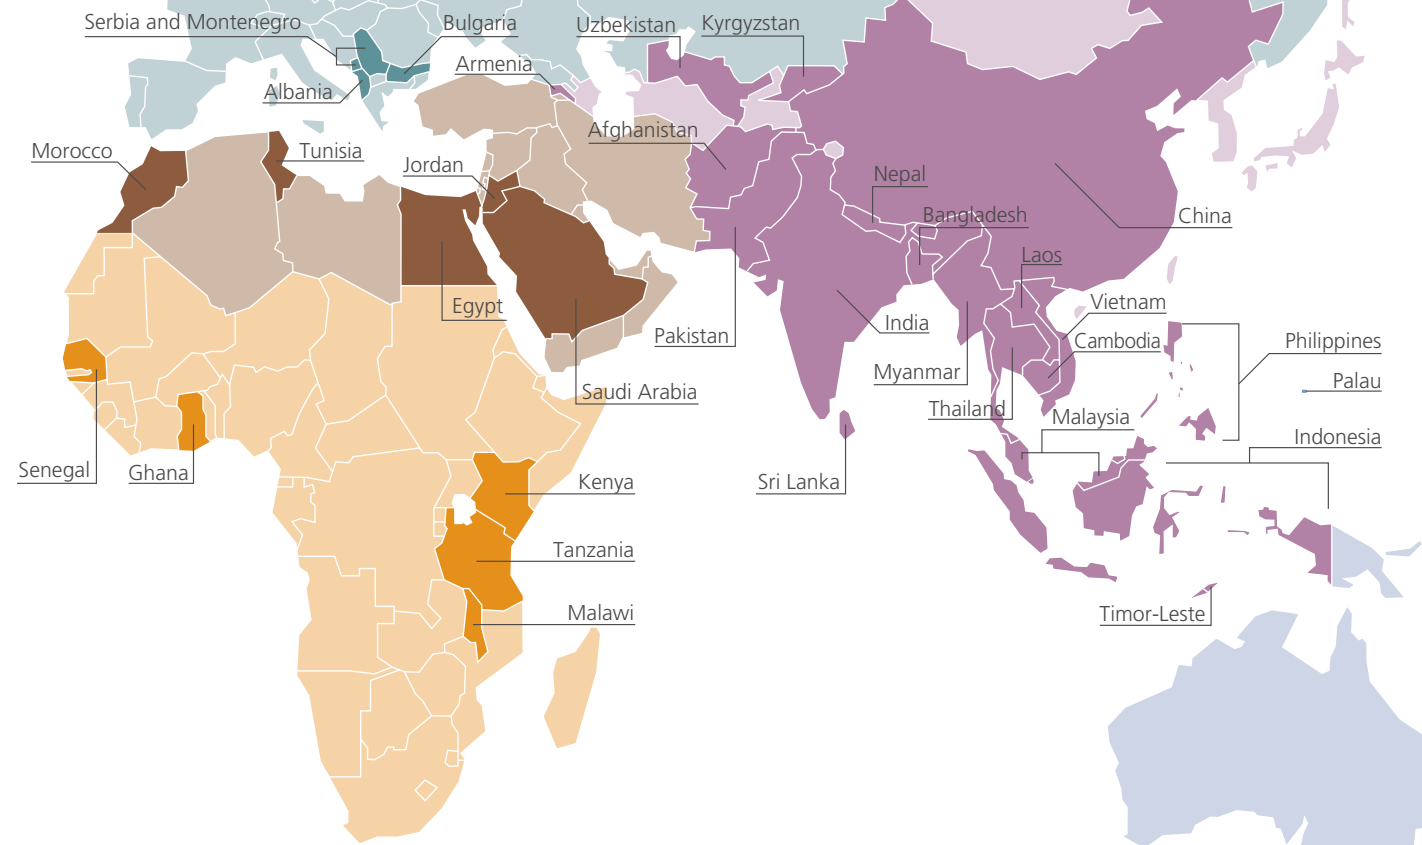 Serbia and Montenegro
Bulgaria
Uzbekistan
Kyrgyzstan
Armenia
Albania
Afghanistan
Morocco
Tunisia
Jordan
Nepal
Bangladesh
China
Laos
Egypt
Vietnam
India
Pakistan
Cambodia
Philippines
Myanmar
Palau
Saudi Arabia
Thailand
Malaysia
Indonesia
Senegal
Ghana
Kenya
Sri Lanka
Tanzania
Malawi
Timor-Leste